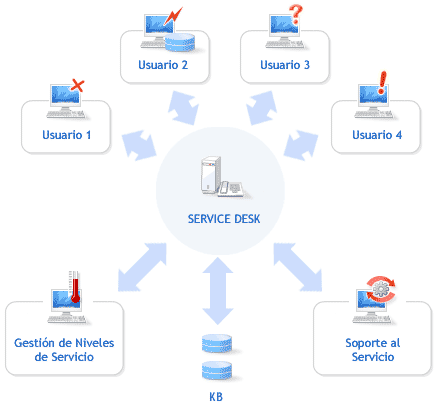 Usuario 2
Usuario 3
Usuario 1
Usuario 4
SERVICE DESK
Gestión de Niveles
de Servicio
Soporte al
Servicio
KB